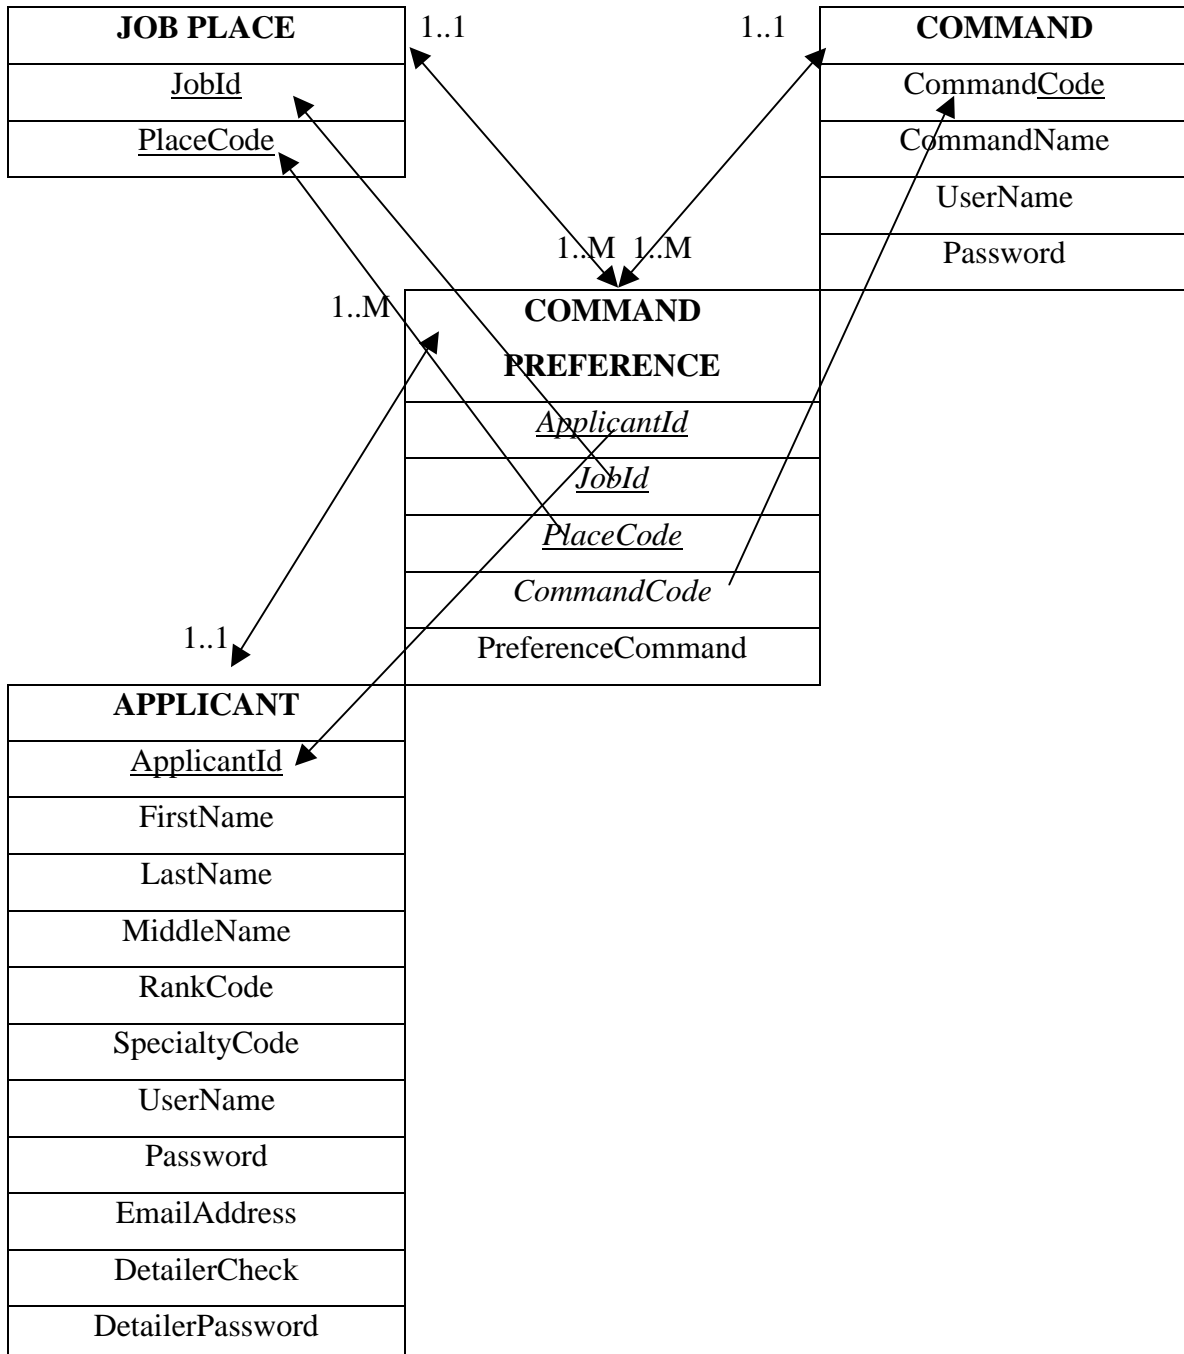 JOB PLACE
JobId
PlaceCode
1..1
1..1
COMMAND
CommandCode
CommandName
UserName
Password
1..M 1..M
1..M
COMMAND
PREFERENCE
ApplicantId
JobId
PlaceCode
CommandCode
PreferenceCommand
1..1
APPLICANT
ApplicantId
FirstName
LastName
MiddleName
RankCode
SpecialtyCode
UserName
Password
EmailAddress
DetailerCheck
DetailerPassword